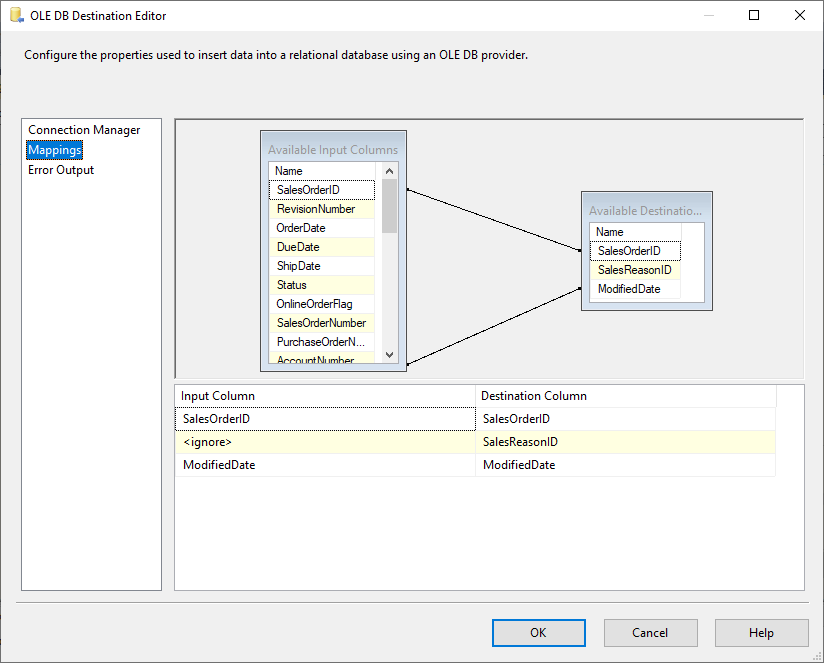 OLE DB Destination Editor
Configure the properties used to insert data into a relational database using an OLE DB provider.
Connection Manager
Mappings
Error Output
Available Input Columns
Name
SalesOrderID
RevisionNumber
OrderDate
DueDate
ShipDate
Status
OnlineOrderFlag
SalesOrderNumber
PurchaseOrderN...
AccountNumber
Available Destinatio...
Name
SalesOrderID
SalesReasonID
ModifiedDate
Input Column Destination Column
SalesOrderID SalesOrderID
<ignore> SalesReasonID
ModifiedDate ModifiedDate
OK Cancel Help